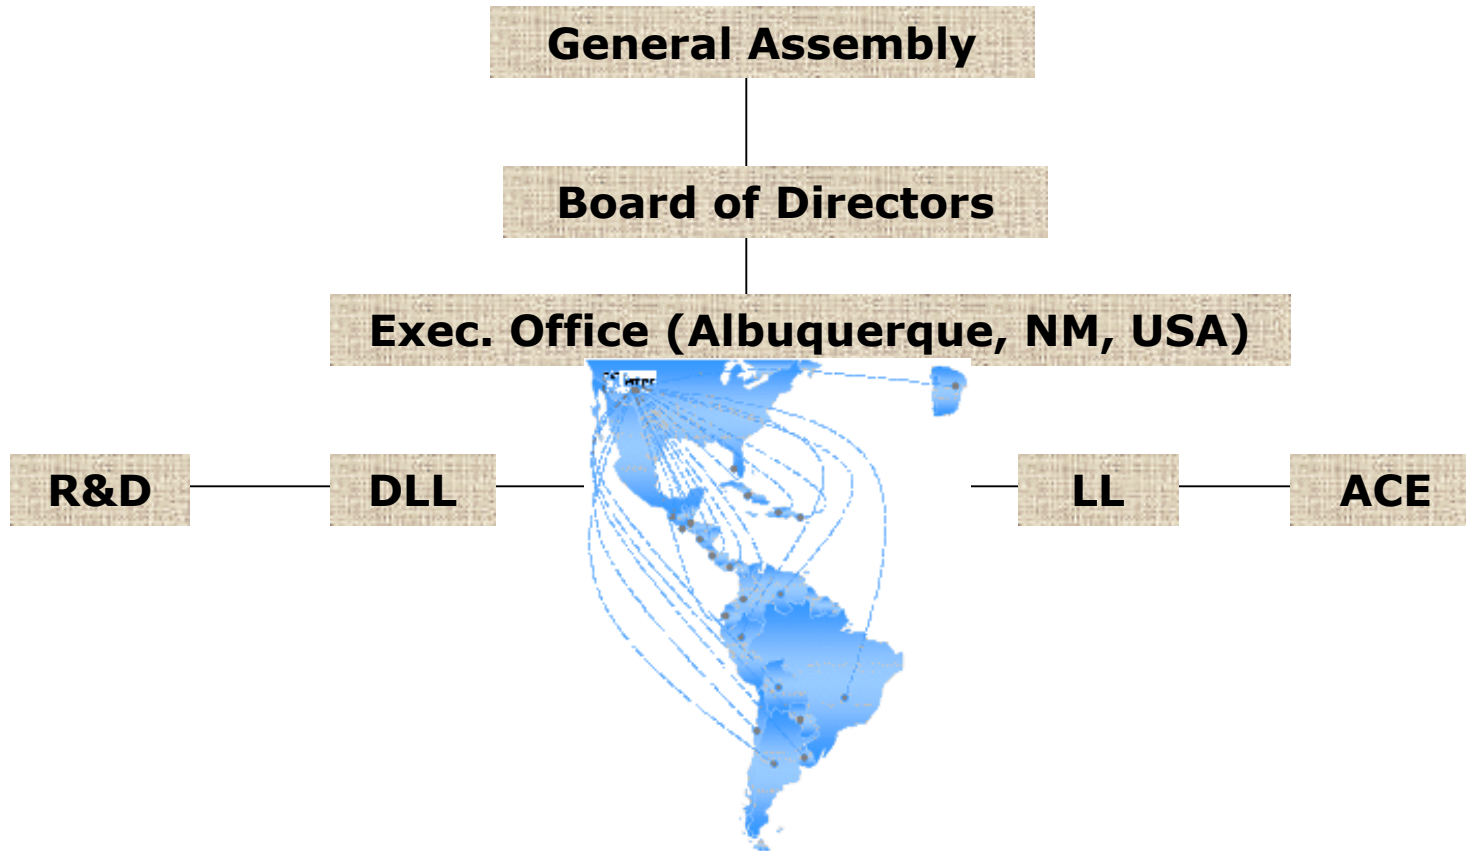 General Assembly
Board of Directors
Exec. Office (Albuquerque, NM, USA)
R&D
DLL
LL
ACE